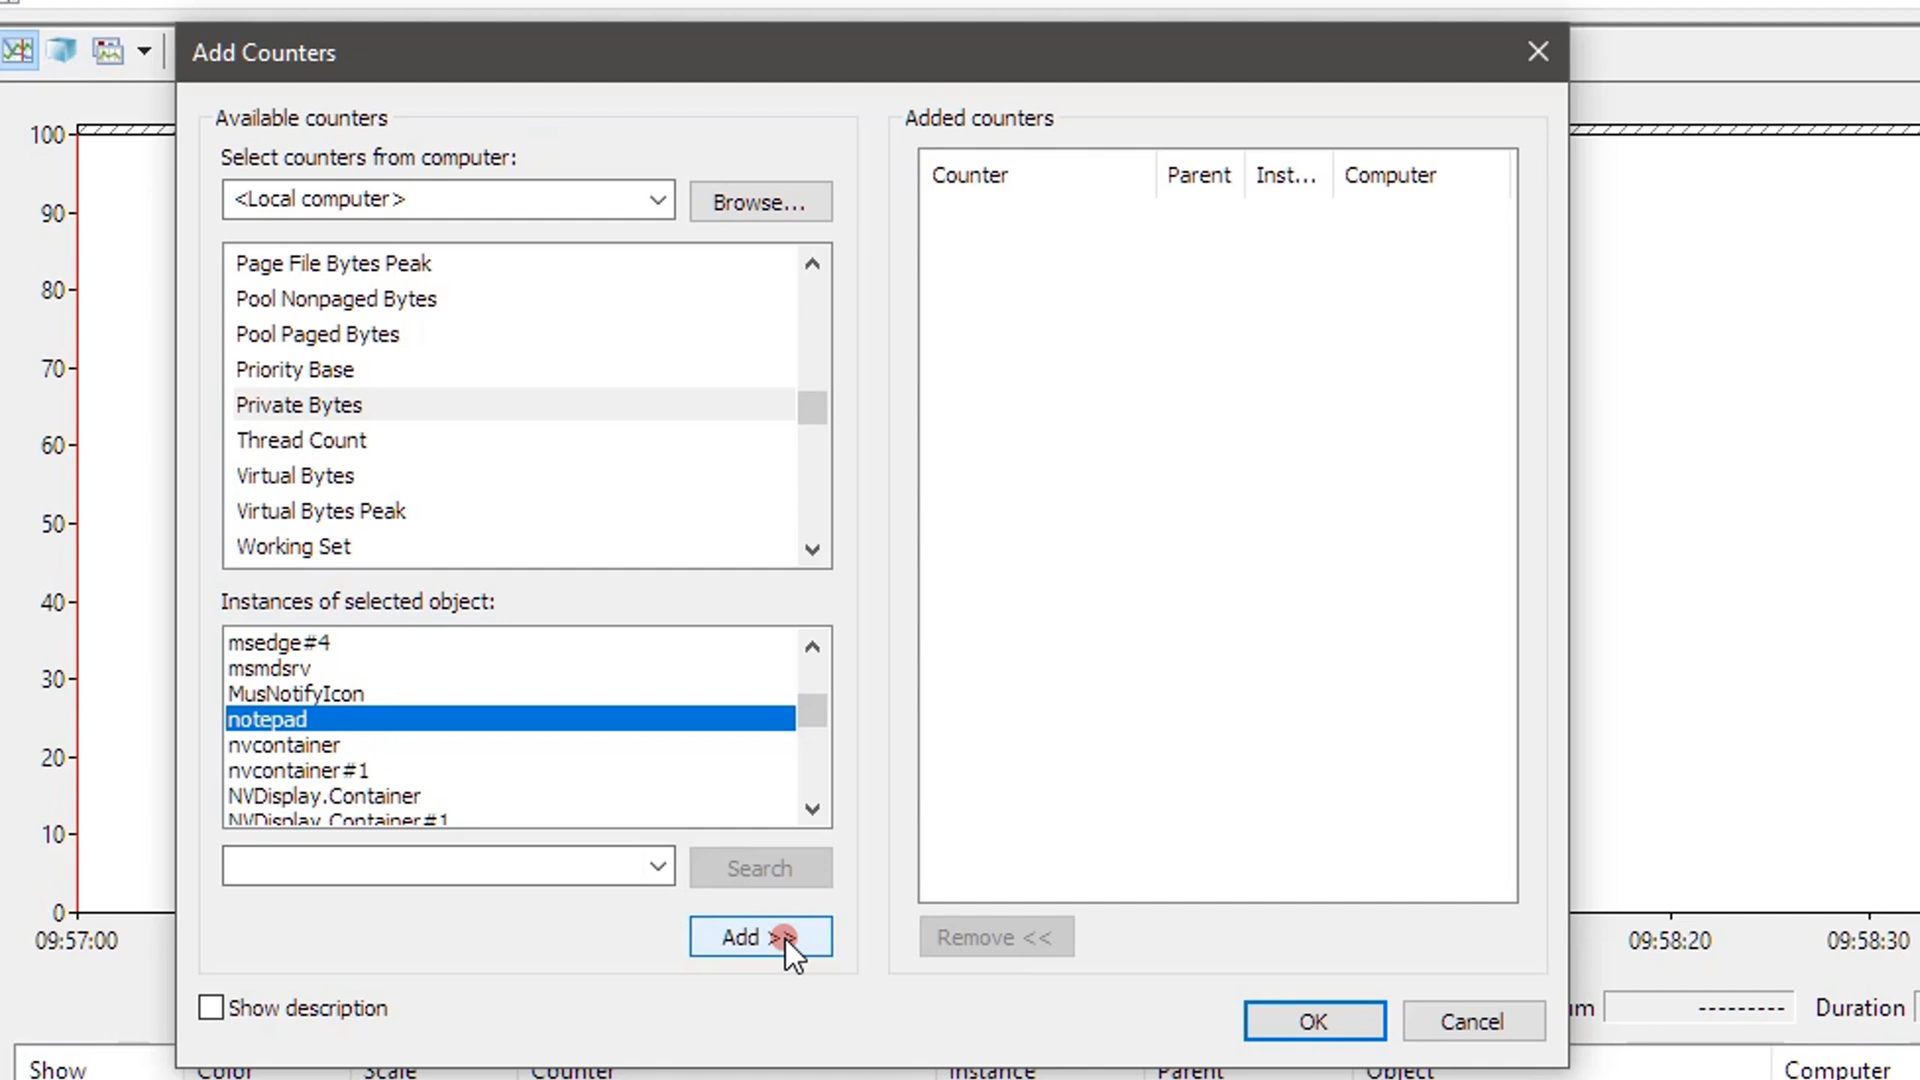 Add Counters
Available counters
Select counters from computer:
<Local computer>
Browse...
Page File Bytes Peak
Pool Nonpaged Bytes
Pool Paged Bytes
Priority Base
Private Bytes
Thread Count
Virtual Bytes
Virtual Bytes Peak
Working Set
Instances of selected object:
msedge#4
msmdsrv
MusNotifyIcon
notepad
nvcontainer
nvcontainer#1
NVDisplay.Container
NVDisplay.Container#1
Search
Add >>
Show description
Added counters
Counter Parent Inst... Computer
Remove <<
OK
Cancel
100
90
80
70
60
50
40
30
20
10
0
09:57:00
09:58:20
09:58:30
Duration
Show Color Scale Counter Instance Parent Object Computer